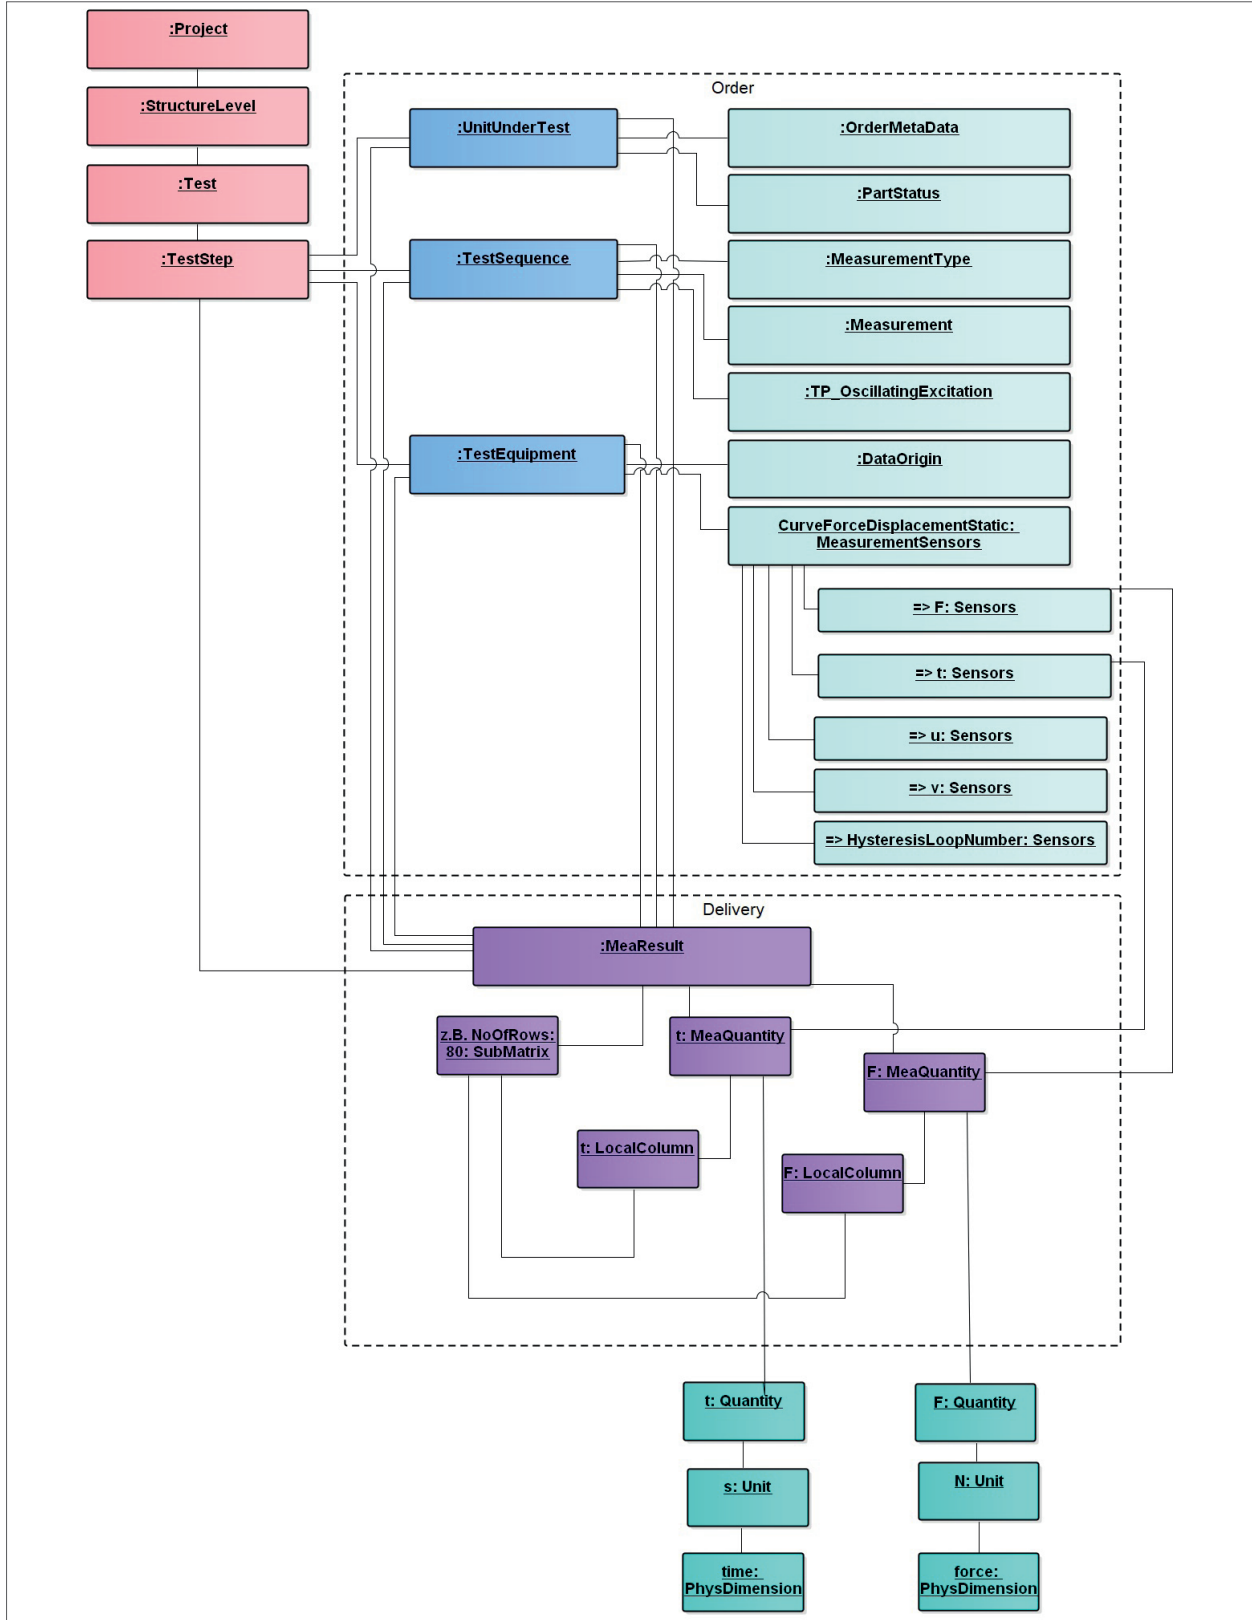 :Project
:StructureLevel
:Test
:TestStep
Order
:UnitUnderTest
:OrderMetaData
:PartStatus
:TestSequence
:MeasurementType
:Measurement
:TP_OscillatingExcitation
:TestEquipment
:DataOrigin
CurveForceDisplacementStatic:
MeasurementSensors
=> F: Sensors
=> t: Sensors
=> u: Sensors
=> v: Sensors
=> HysteresisLoopNumber: Sensors
Delivery
:MeaResult
z.B. NoOfRows:
80: SubMatrix
t: MeaQuantity
F: MeaQuantity
t: LocalColumn
F: LocalColumn
t: Quantity
F: Quantity
s: Unit
N: Unit
time:
PhysDimension
force:
PhysDimension